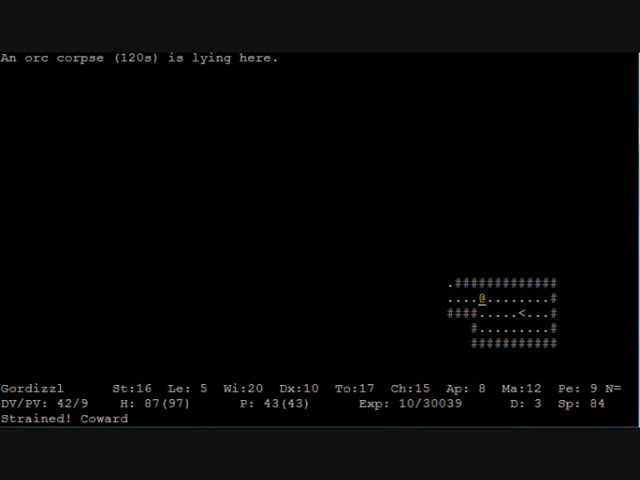 An orc corpse (120s) is lying here.
.#############
....@........#
####.....<...#
#.........#
###########
Gordizzl St:16 Le: 5 Wi:20 Dx:10 To:17 Ch:15 Ap: 8 Ma:12 Pe: 9 N=
DV/PV: 42/9 H: 87(97) P: 43(43) Exp: 10/30039 D: 3 Sp: 84
Strained! Coward